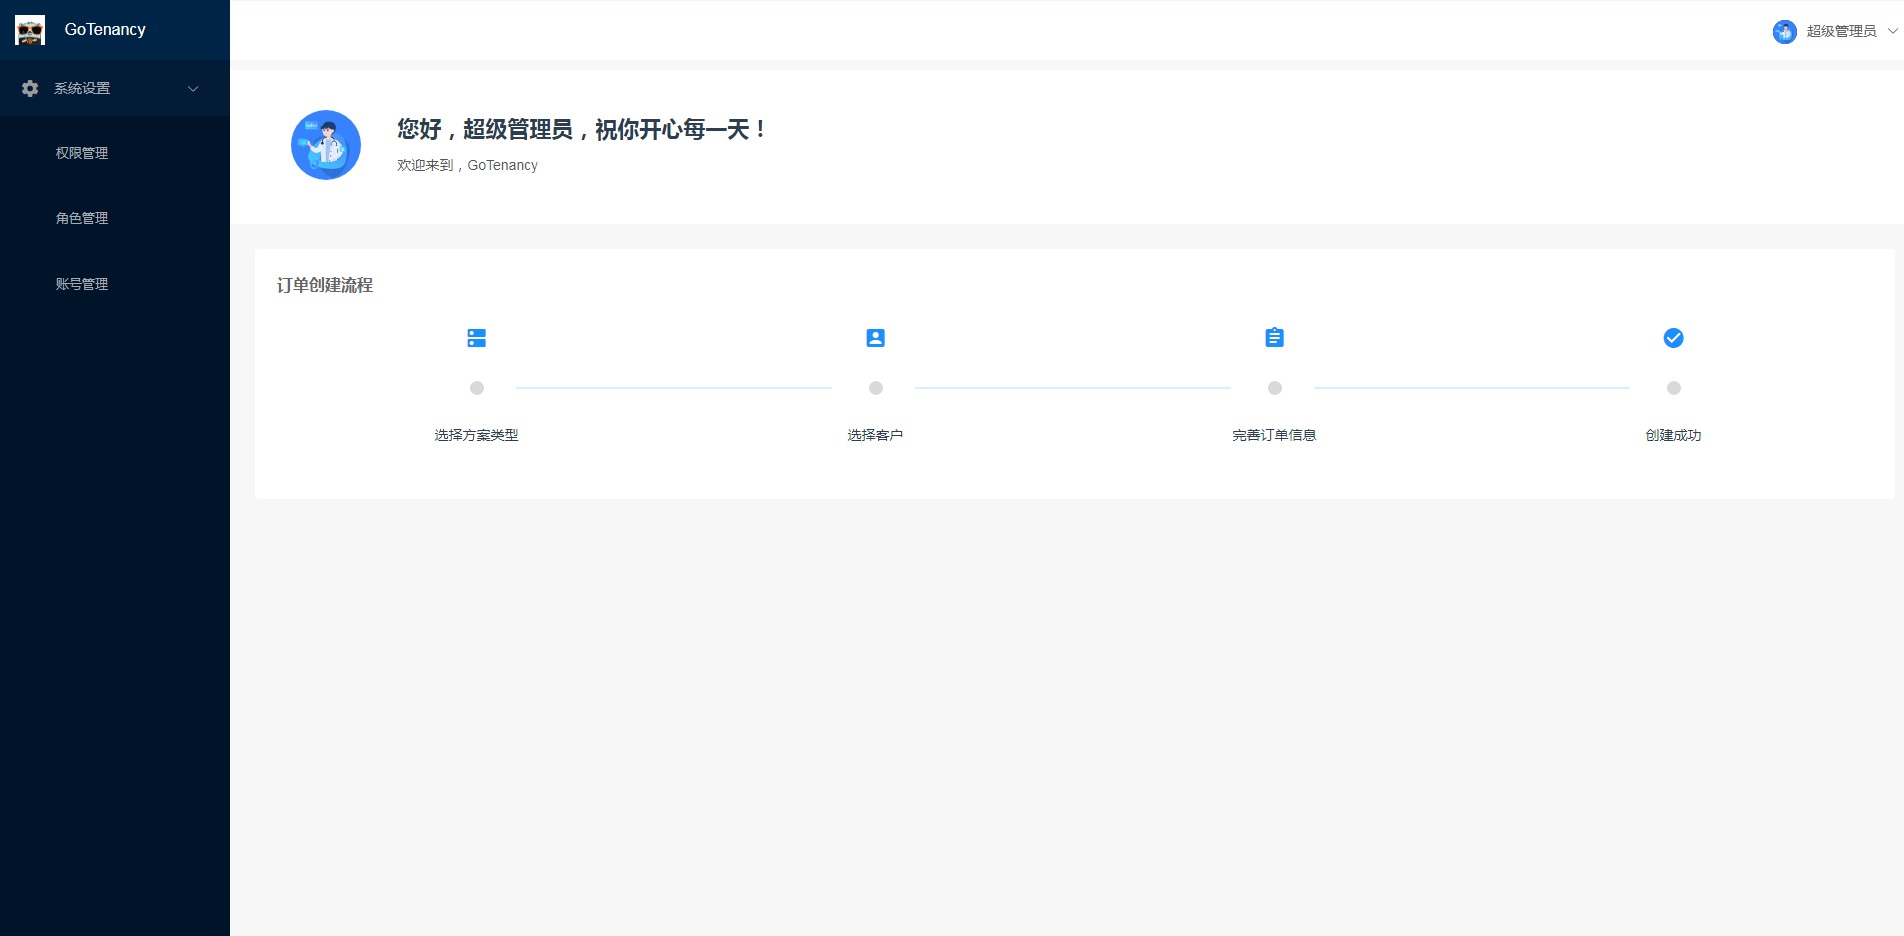 GoTenancy
超级管理员
系统设置
权限管理
角色管理
账号管理
您好，超级管理员，祝你开心每一天！
欢迎来到，GoTenancy
订单创建流程
选择方案类型
选择客户
完善订单信息
创建成功